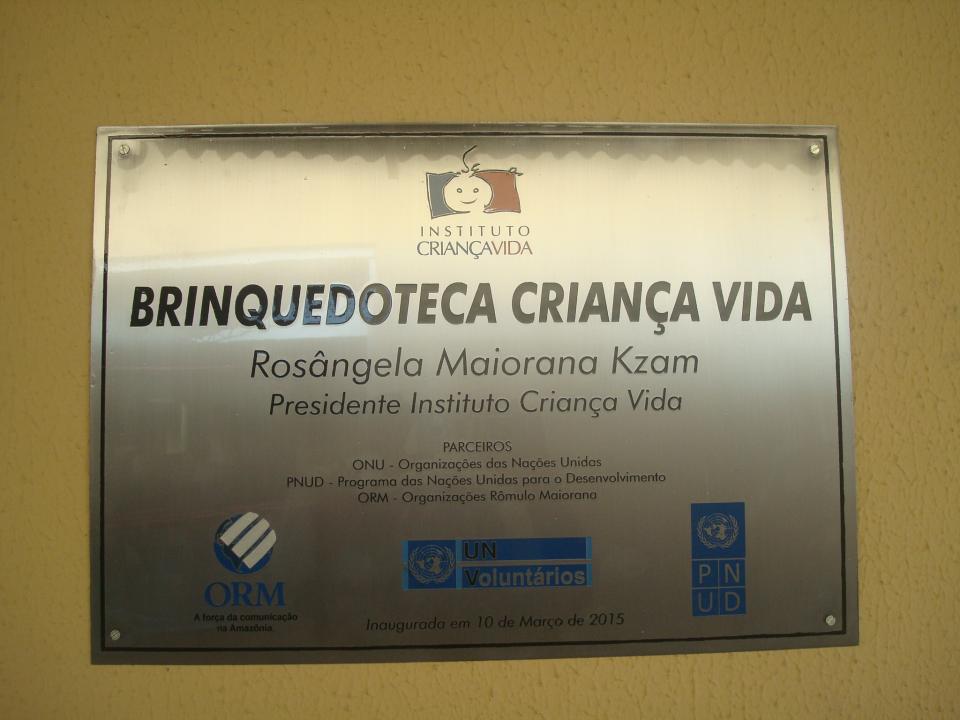 INSTITUTO
CRIANÇAVIDA
BRINQUEDOTECA CRIANÇA VIDA
Rosângela Maiorana Kzam
Presidente Instituto Criança Vida
PARCEIROS
ONU - Organizações das Nações Unidas
PNUD - Programa das Nações Unidas para o Desenvolvimento
ORM - Organizações Rômulo Maiorana
ORM
A força da comunicação
na Amazônia.
UN
Voluntários
PN
UD
Inaugurada em 10 de Março de 2015